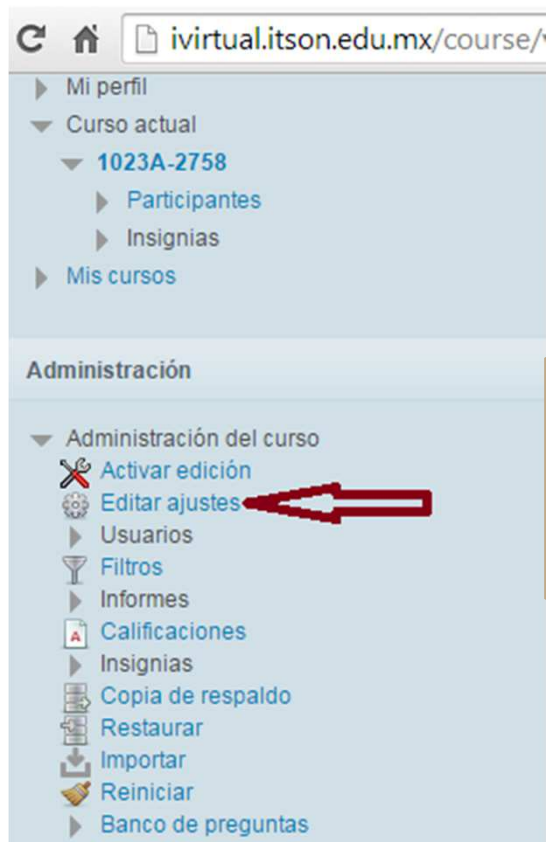 ivirtual.itson.edu.mx/course/
Mi perfil
Curso actual
1023A-2758
Participantes
Insignias
Mis cursos
Administración
Administración del curso
Activar edición
Editar ajustes
Usuarios
Filtros
Informes
Calificaciones
Insignias
Copia de respaldo
Restaurar
Importar
Reiniciar
Banco de preguntas